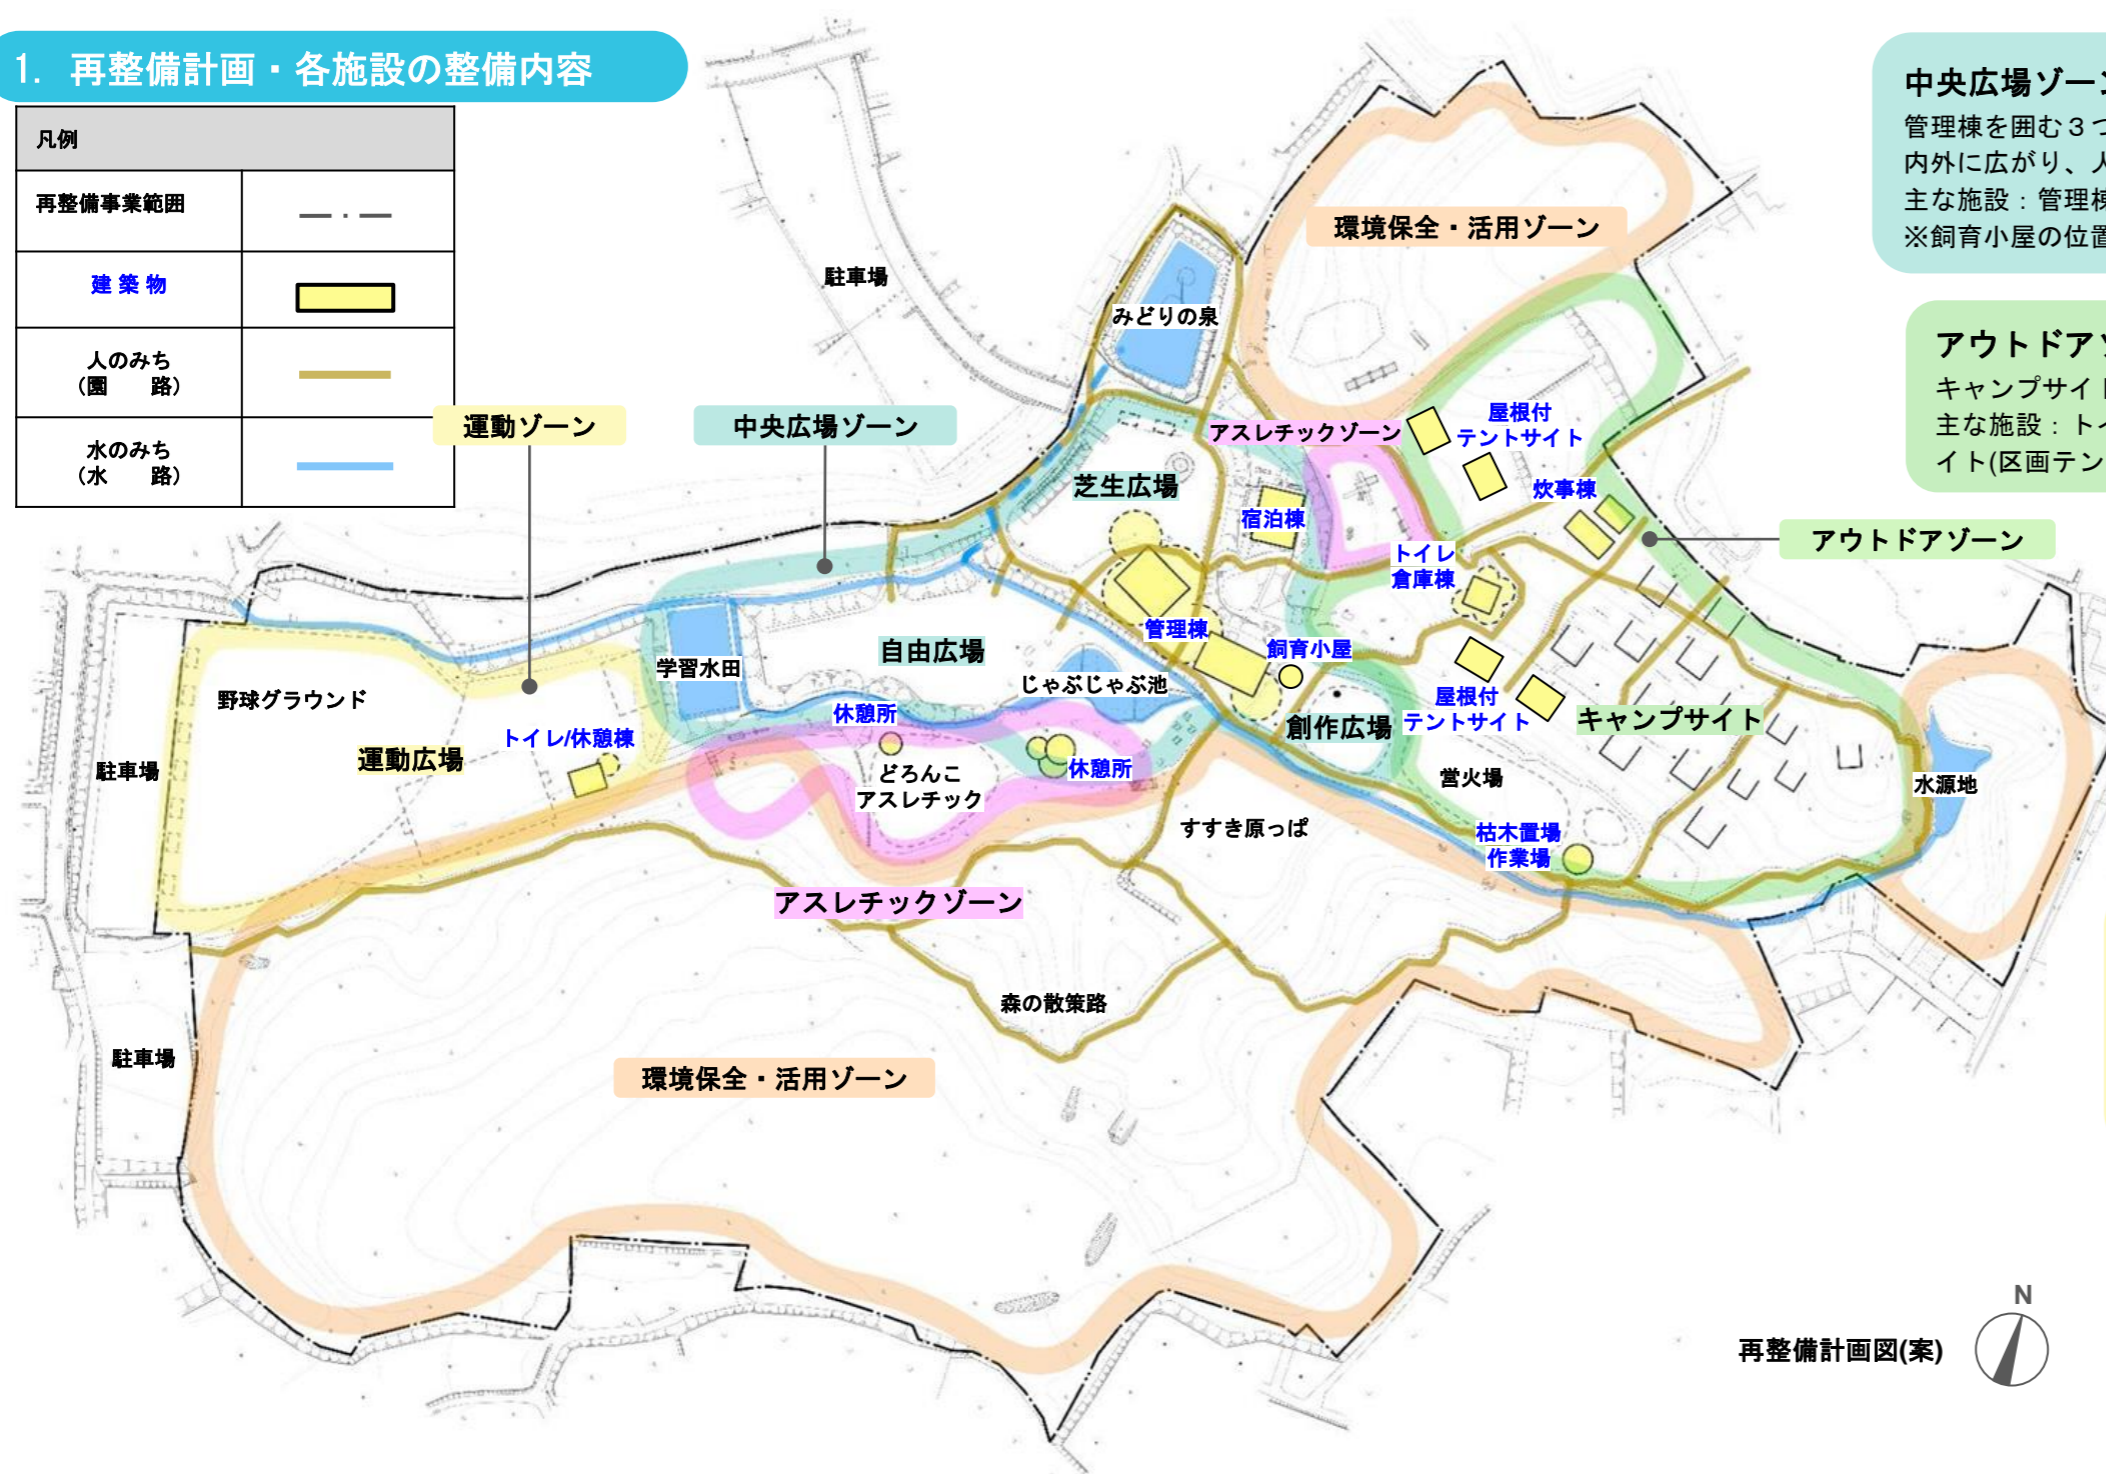 1. 再整備計画・各施設の整備内容
凡例
再整備事業範囲
建築物
人のみち
（園　路）
水のみち
（水　路）
中央広場ゾーン
管理棟を囲む３つ
内外に広がり、人
主な施設：管理棟
※飼育小屋の位置
アウトドアゾ
キャンプサイト
主な施設：トイ
イト(区画テン
環境保全・活用ゾーン
駐車場
みどりの泉
運動ゾーン
中央広場ゾーン
アスレチックゾーン
屋根付
テントサイト
芝生広場
炊事棟
宿泊棟
アウトドアゾーン
トイレ
倉庫棟
管理棟
飼育小屋
自由広場
学習水田
じゃぶじゃぶ池
野球グラウンド
休憩所
屋根付
テントサイト
キャンプサイト
創作広場
トイレ/休憩棟
運動広場
駐車場
どろんこ
アスレチック
休憩所
営火場
水源地
すすき原っぱ
枯木置場
作業場
アスレチックゾーン
森の散策路
駐車場
環境保全・活用ゾーン
N
再整備計画図(案)